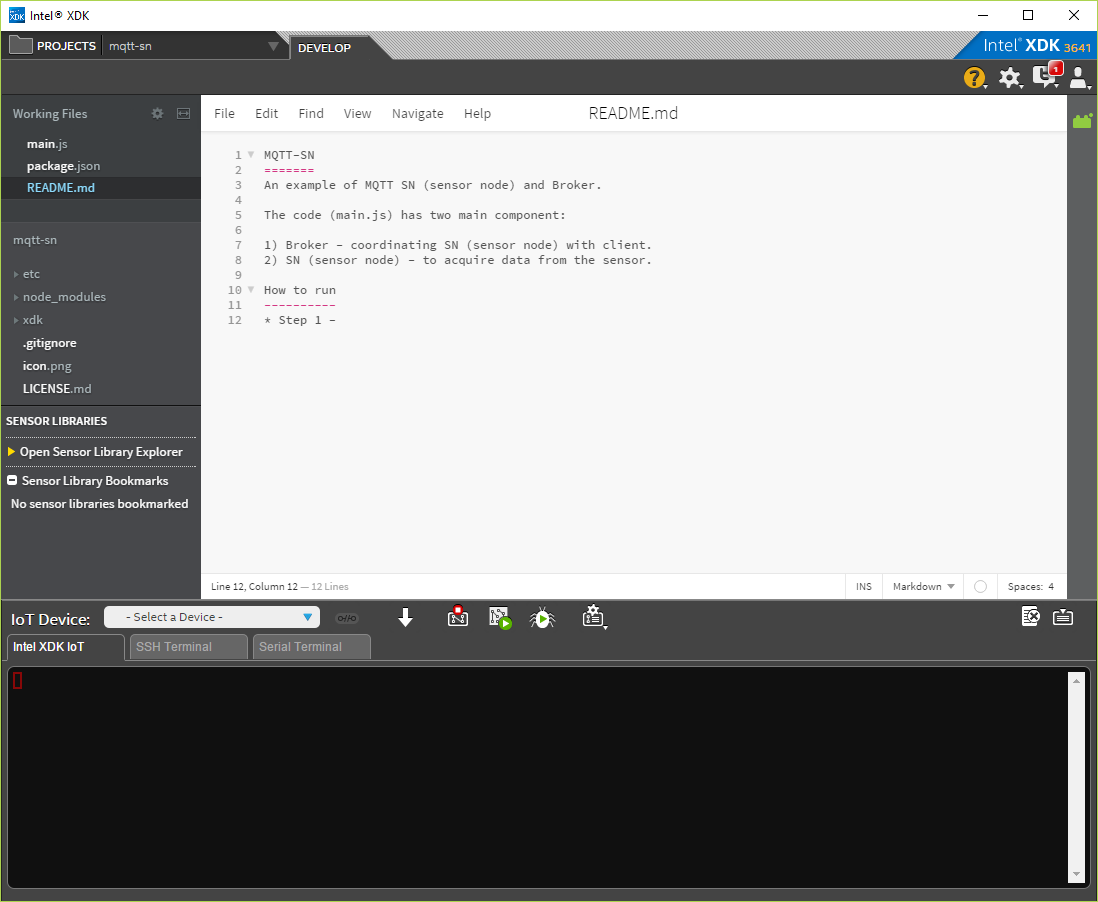 Intel® XDK
PROJECTS mqtt-sn DEVELOP
Intel® XDK 3641
? 1
Working Files
main.js
package.json
README.md
mqtt-sn
etc
node_modules
xdk
.gitignore
icon.png
LICENSE.md
SENSOR LIBRARIES
Open Sensor Library Explorer
Sensor Library Bookmarks
No sensor libraries bookmarked
File Edit Find View Navigate Help README.md
1 MQTT-SN
2 =======
3 An example of MQTT SN (sensor node) and Broker.
4
5 The code (main.js) has two main component:
6
7 1) Broker - coordinating SN (sensor node) with client.
8 2) SN (sensor node) - to acquire data from the sensor.
9
10 How to run
11 ----------
12 * Step 1 -
Line 12, Column 12 — 12 Lines INS Markdown Spaces: 4
IoT Device: - Select a Device -
Intel XDK IoT SSH Terminal Serial Terminal